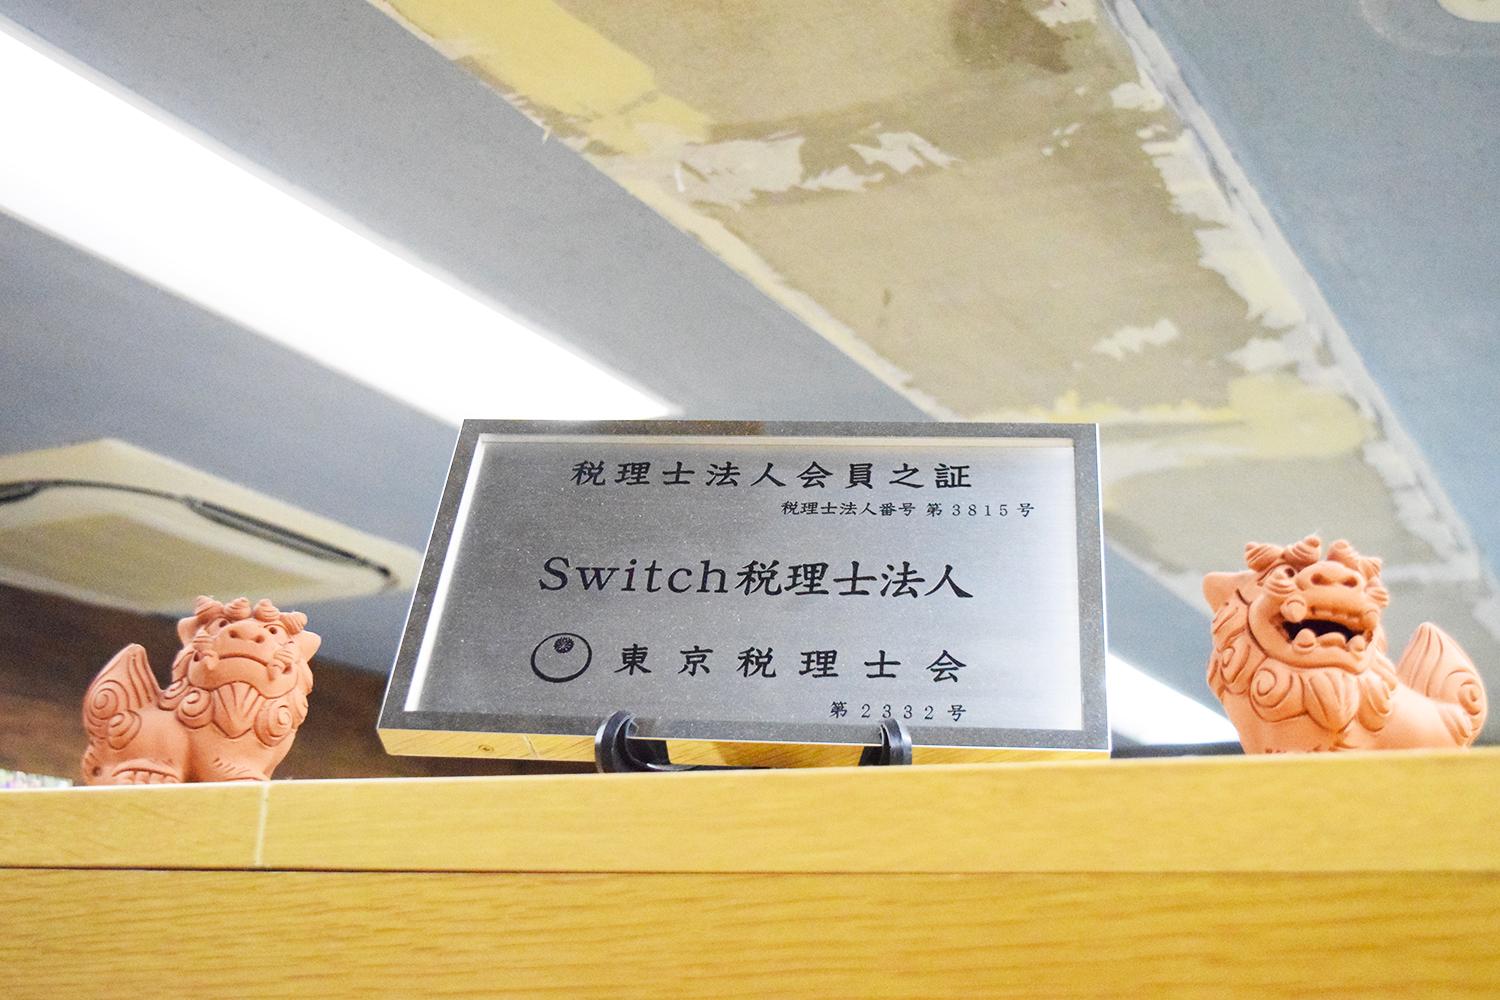 税理士法人会員之証
税理士法人番号 第3815号
Switch税理士法人
東京税理士会
第2332号